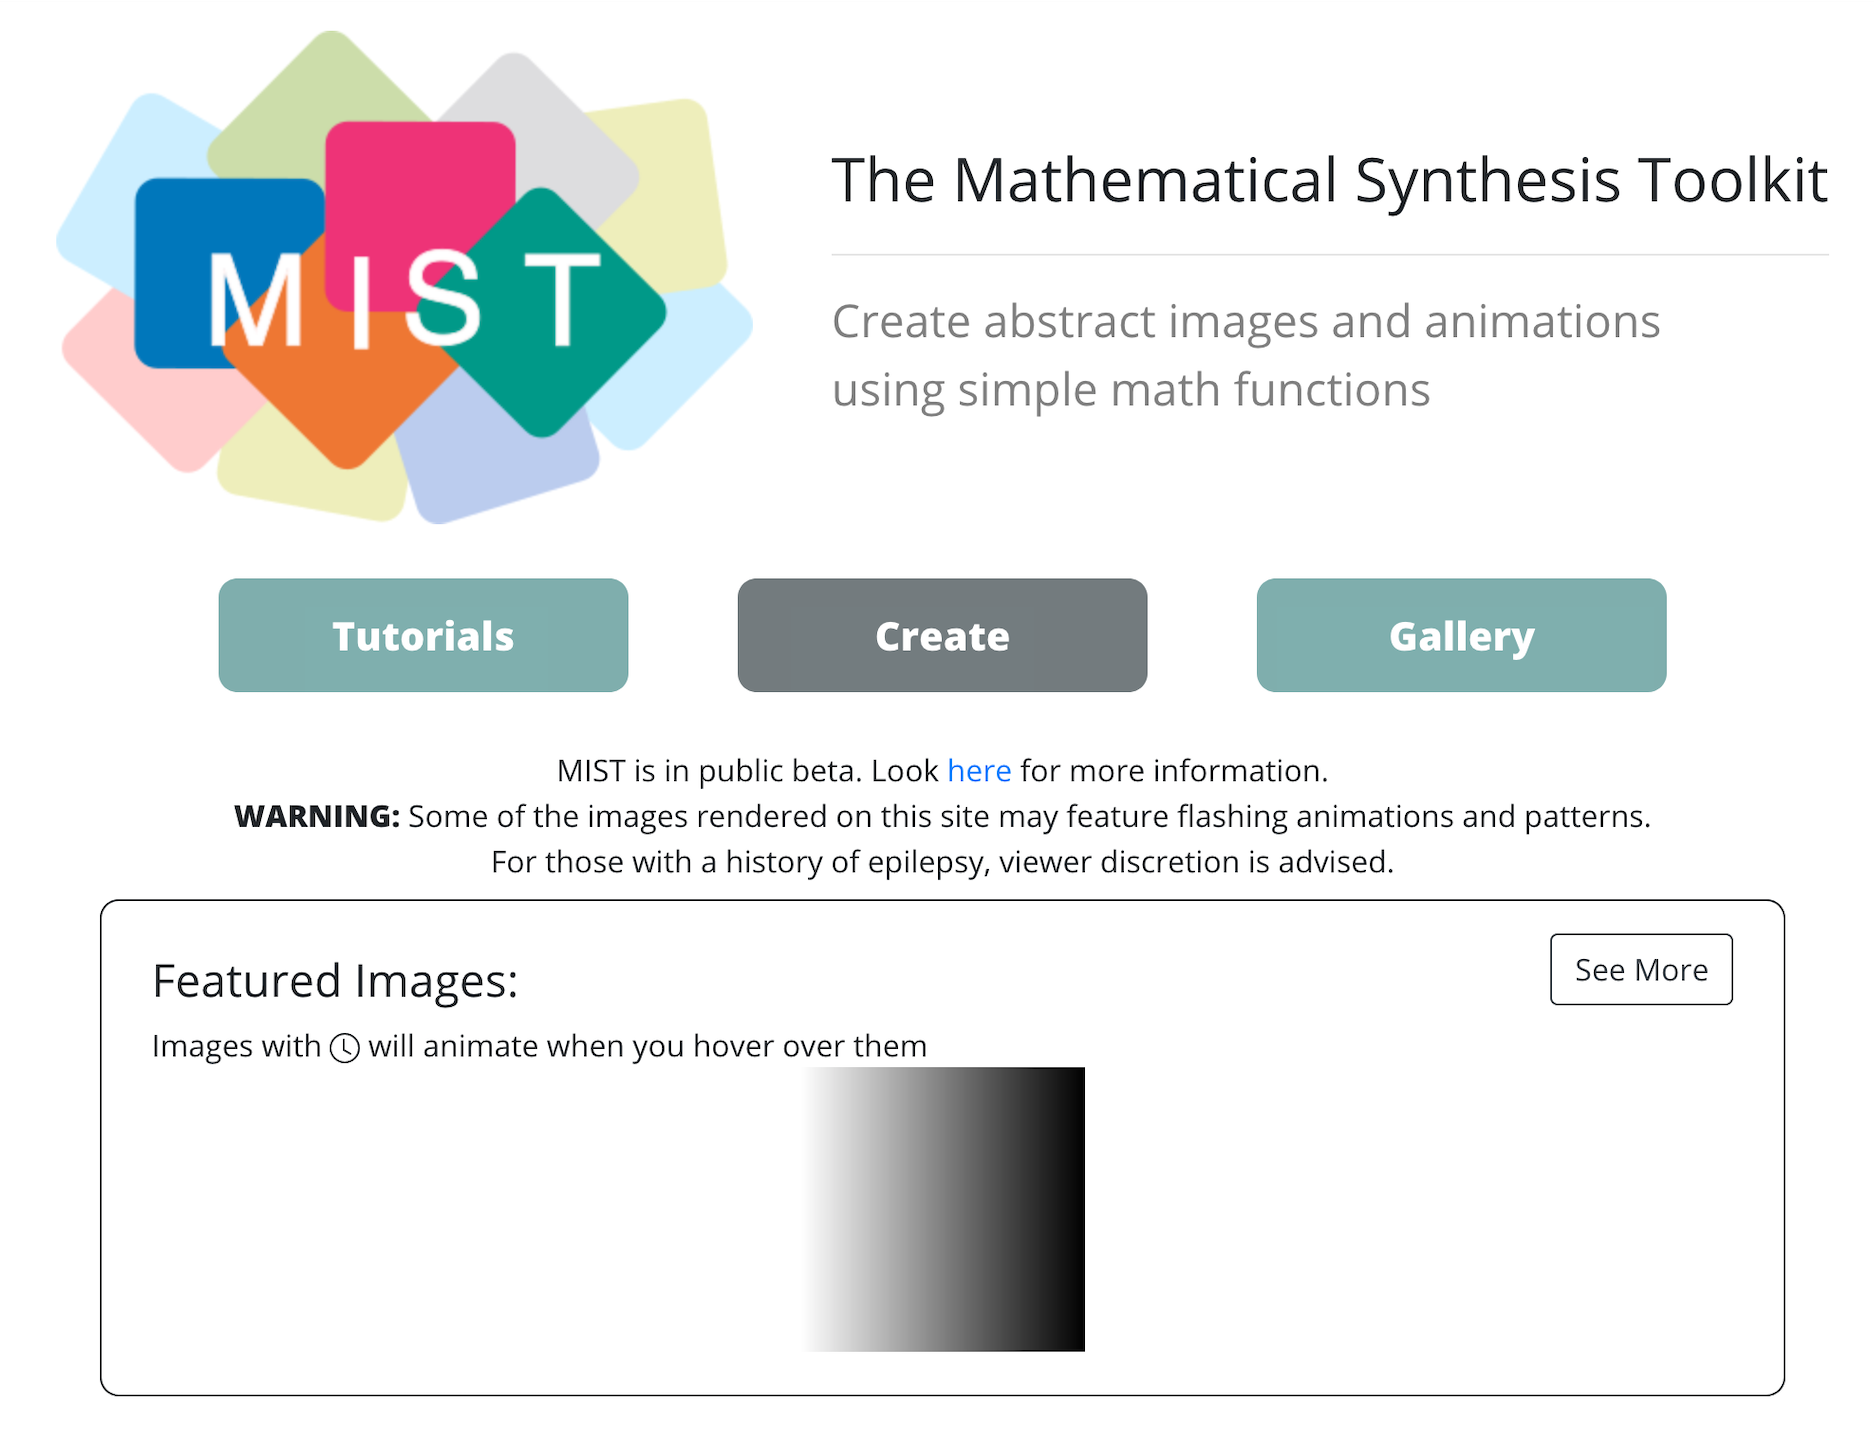 MIST
The Mathematical Synthesis Toolkit
Create abstract images and animations
using simple math functions
Tutorials
Create
Gallery
MIST is in public beta. Look here for more information.
WARNING: Some of the images rendered on this site may feature flashing animations and patterns.
For those with a history of epilepsy, viewer discretion is advised.
Featured Images:
See More
Images with will animate when you hover over them